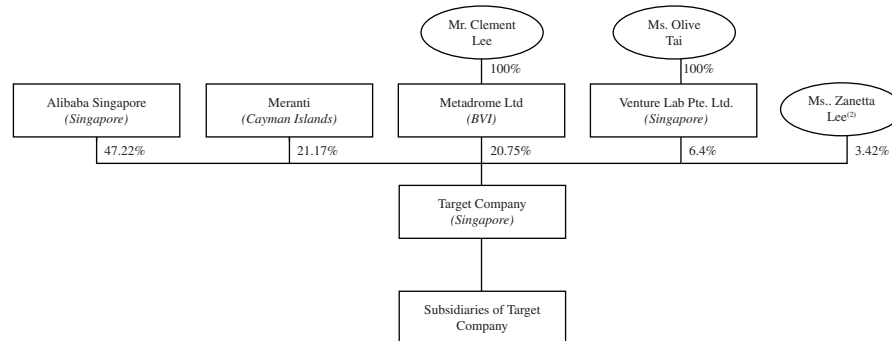 Mr. Clement
Lee
Ms. Olive
Tai
100%
100%
Alibaba Singapore
(Singapore)
Meranti
(Cayman Islands)
Metadrome Ltd
(BVI)
Venture Lab Pte. Ltd.
(Singapore)
Ms.. Zanetta
Lee(2)
47.22%
21.17%
20.75%
6.4%
3.42%
Target Company
(Singapore)
Subsidiaries of Target
Company